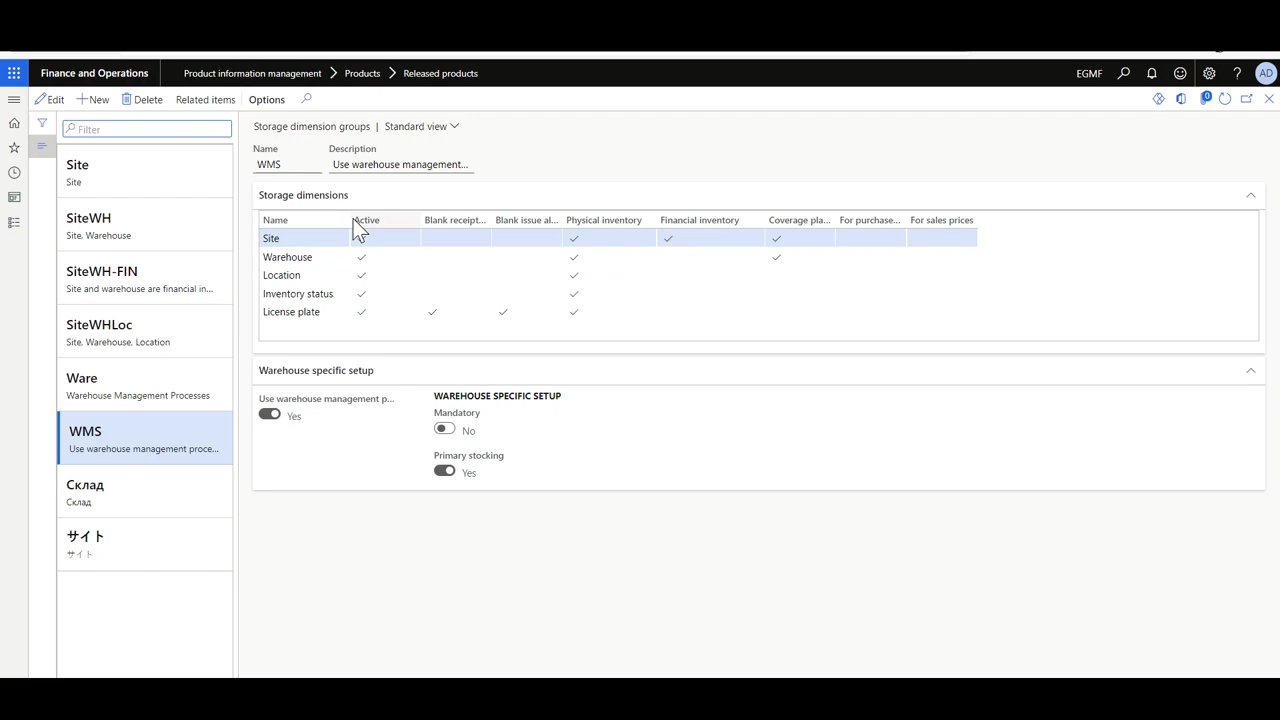 Finance and Operations Product information management Products Released products EGMF ? AD
Edit New Delete Related items Options 0
Filter
Site
Site
SiteWH
Site, Warehouse
SiteWH-FIN
Site and warehouse are financial in...
SiteWHLoc
Site, Warehouse, Location
Ware
Warehouse Management Processes
WMS
Use warehouse management proce...
Склад
Склад
サイト
サイト
Storage dimension groups | Standard view
Name Description
WMS Use warehouse management...
Storage dimensions
Name Active Blank receipt... Blank issue al... Physical inventory Financial inventory Coverage pla... For purchase... For sales prices
Site
Warehouse
Location
Inventory status
License plate
Warehouse specific setup
Use warehouse management p...
Yes
WAREHOUSE SPECIFIC SETUP
Mandatory
No
Primary stocking
Yes